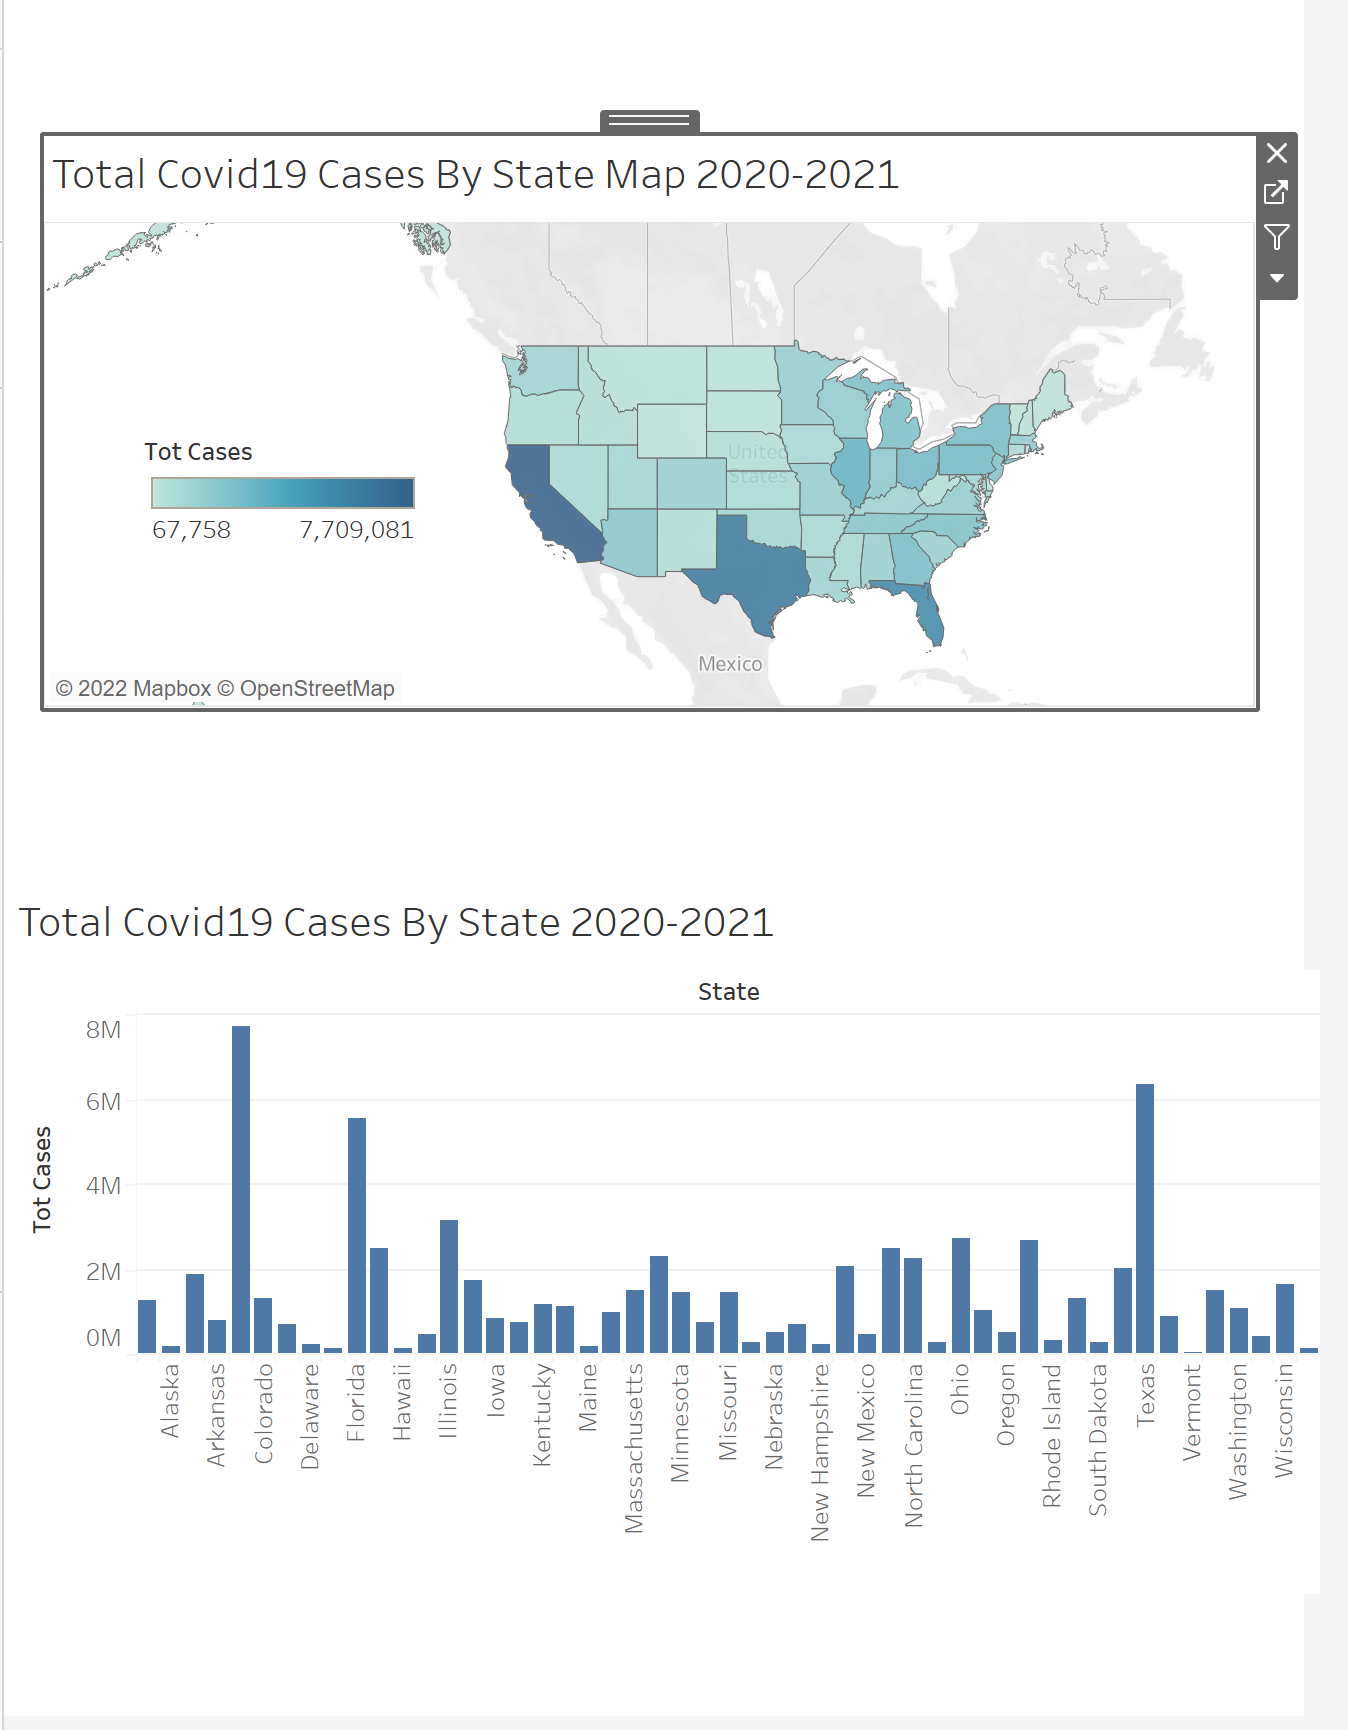 Total Covid19 Cases By State Map 2020-2021
United
States
Tot Cases
67,758 7,709,081
Mexico
© 2022 Mapbox © OpenStreetMap
Total Covid19 Cases By State 2020-2021
State
8M
6M
4M
2M
0M
Tot Cases
Alaska
Arkansas
Colorado
Delaware
Florida
Hawaii
Illinois
Iowa
Kentucky
Maine
Massachusetts
Minnesota
Missouri
Nebraska
New Hampshire
New Mexico
North Carolina
Ohio
Oregon
Rhode Island
South Dakota
Texas
Vermont
Washington
Wisconsin